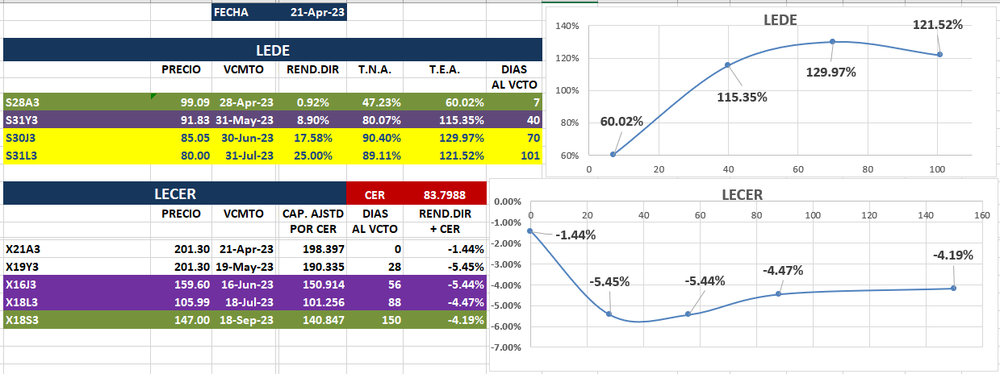 FECHA 21-Apr-23
LEDE
PRECIO VCMTO REND.DIR T.N.A. T.E.A. DIAS
AL VCTO
S28A3 99.09 28-Apr-23 0.92% 47.23% 60.02% 7
S31Y3 91.83 31-May-23 8.90% 80.07% 115.35% 40
S30J3 85.05 30-Jun-23 17.58% 90.40% 129.97% 70
S31L3 80.00 31-Jul-23 25.00% 89.11% 121.52% 101
LECER CER 83.7988
PRECIO VCMTO CAP. AJSTD DIAS REND.DIR
POR CER AL VCTO + CER
X21A3 201.30 21-Apr-23 198.397 0 -1.44%
X19Y3 201.30 19-May-23 190.335 28 -5.45%
X16J3 159.60 16-Jun-23 150.914 56 -5.44%
X18L3 105.99 18-Jul-23 101.256 88 -4.47%
X18S3 147.00 18-Sep-23 140.847 150 -4.19%
LEDE
140%
121.52%
120%
129.97%
100%
115.35%
80%
60.02%
60%
0 20 40 60 80 100
LECER
0.00%
0 20 40 60 80 100 120 140 160
-1.00%
-1.44%
-2.00%
-4.19%
-3.00%
-4.47%
-5.45%
-5.44%
-4.00%
-5.00%
-6.00%
-7.00%